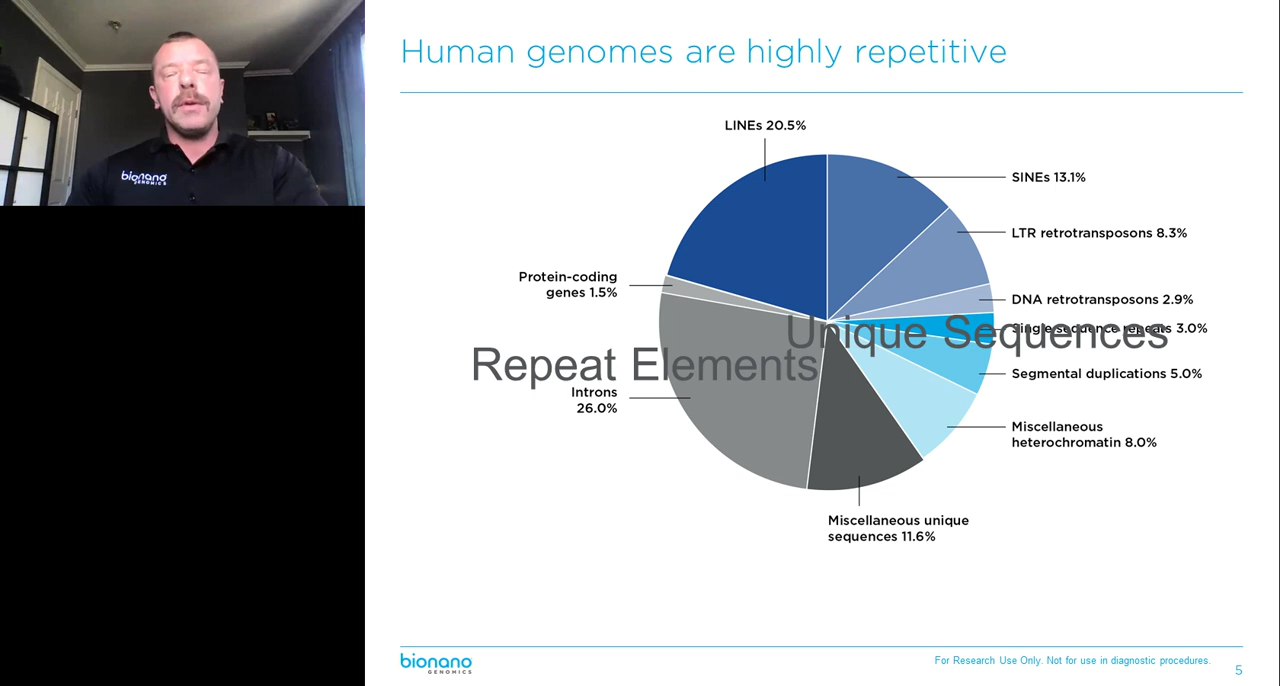 bionano
GENOMICS
Human genomes are highly repetitive
LINEs 20.5%
SINEs 13.1%
LTR retrotransposons 8.3%
Protein-coding
genes 1.5%
DNA retrotransposons 2.9%
Single sequence repeats 3.0%
Unique Sequences
Repeat Elements
Segmental duplications 5.0%
Introns
26.0%
Miscellaneous
heterochromatin 8.0%
Miscellaneous unique
sequences 11.6%
bionano
GENOMICS
For Research Use Only. Not for use in diagnostic procedures.
5